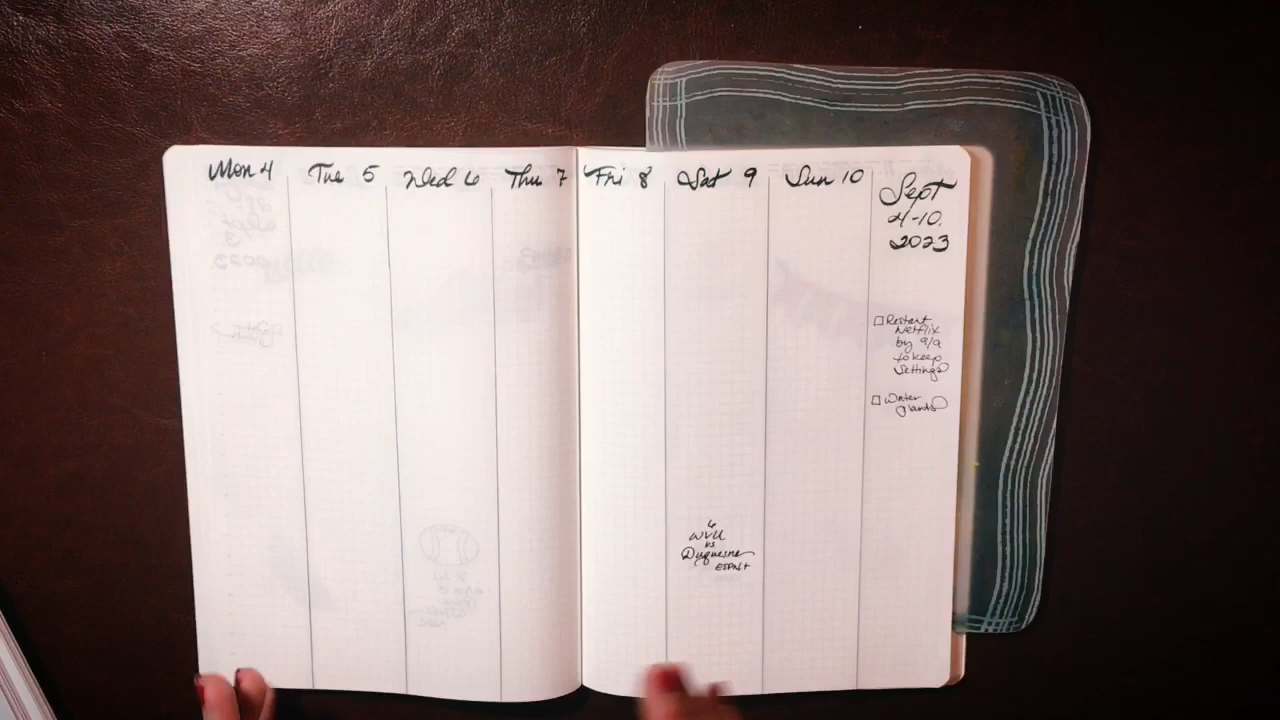 Mon 4
Tue 5
Wed 6
Thu 7
Fri 8
Sat 9
Sun 10
Sept
4-10.
2023
Restart
Netflix
by 9/9
to keep
settings
Water
plants
6
WVU
vs
Duquesne
ESPN+